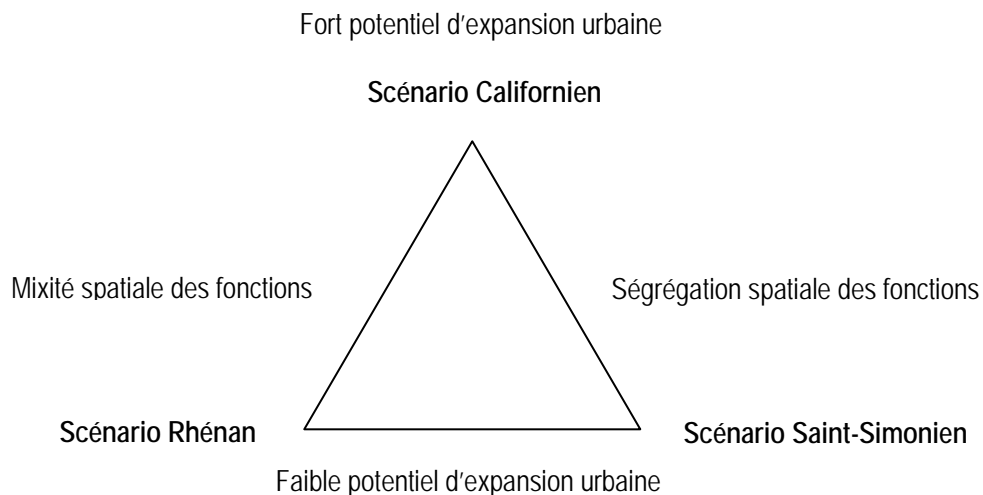 Fort potentiel d'expansion urbaine
Scénario Californien
Mixité spatiale des fonctions
Ségrégation spatiale des fonctions
Scénario Rhénan
Scénario Saint-Simonien
Faible potentiel d'expansion urbaine